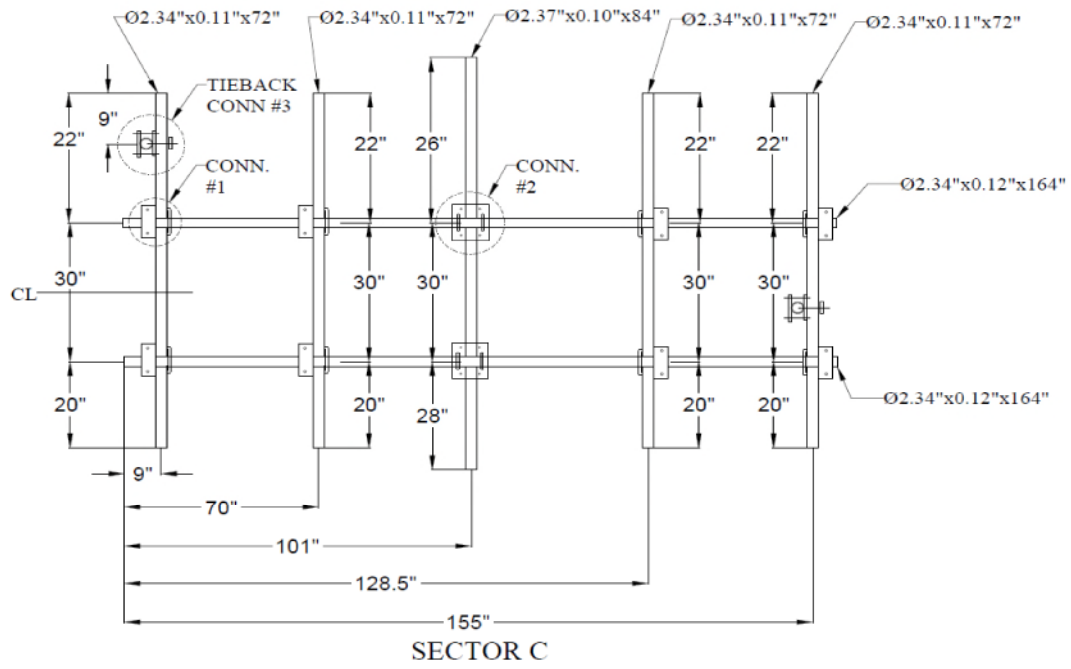 Ø2.34"x0.11"x72"
Ø2.34"x0.11"x72"
Ø2.37"x0.10"x84"
Ø2.34"x0.11"x72"
Ø2.34"x0.11"x72"
TIEBACK
CONN #3
9"
22"
22"
26"
22"
22"
CONN.
#1
CONN.
#2
Ø2.34"x0.12"x164"
30"
30"
30"
30"
30"
CL
20"
20"
28"
20"
20"
Ø2.34"x0.12"x164"
9"
70"
101"
128.5"
155"
SECTOR C